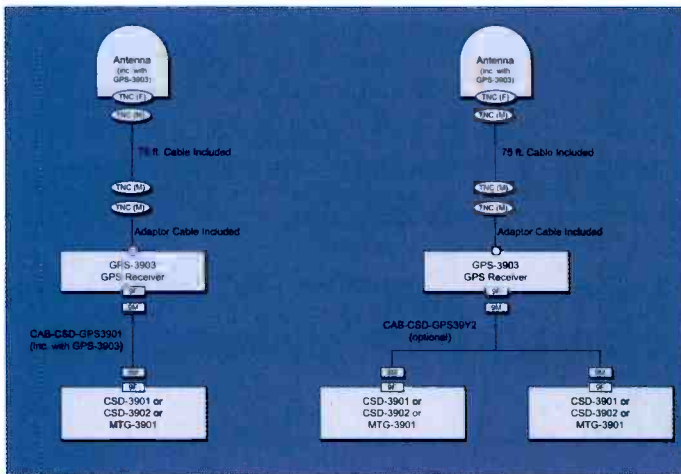 Antenna
(inc. with
GPS-3903)
TNC (F)
TNC (M)
75 ft. Cable Included
TNC (M)
TNC (M)
Adaptor Cable Included
GPS-3903
GPS Receiver
9F
9M
CAB-CSD-GPS3901
(inc. with GPS-3903)
9M
9F
CSD-3901 or
CSD-3902 or
MTG-3901
Antenna
(inc. with
GPS-3903)
TNC (F)
TNC (M)
75 ft. Cable Included
TNC (M)
TNC (M)
Adaptor Cable Included
GPS-3903
GPS Receiver
9F
9M
CAB-CSD-GPS39Y2
(optional)
9M
9F
CSD-3901 or
CSD-3902 or
MTG-3901
9M
9F
CSD-3901 or
CSD-3902 or
MTG-3901